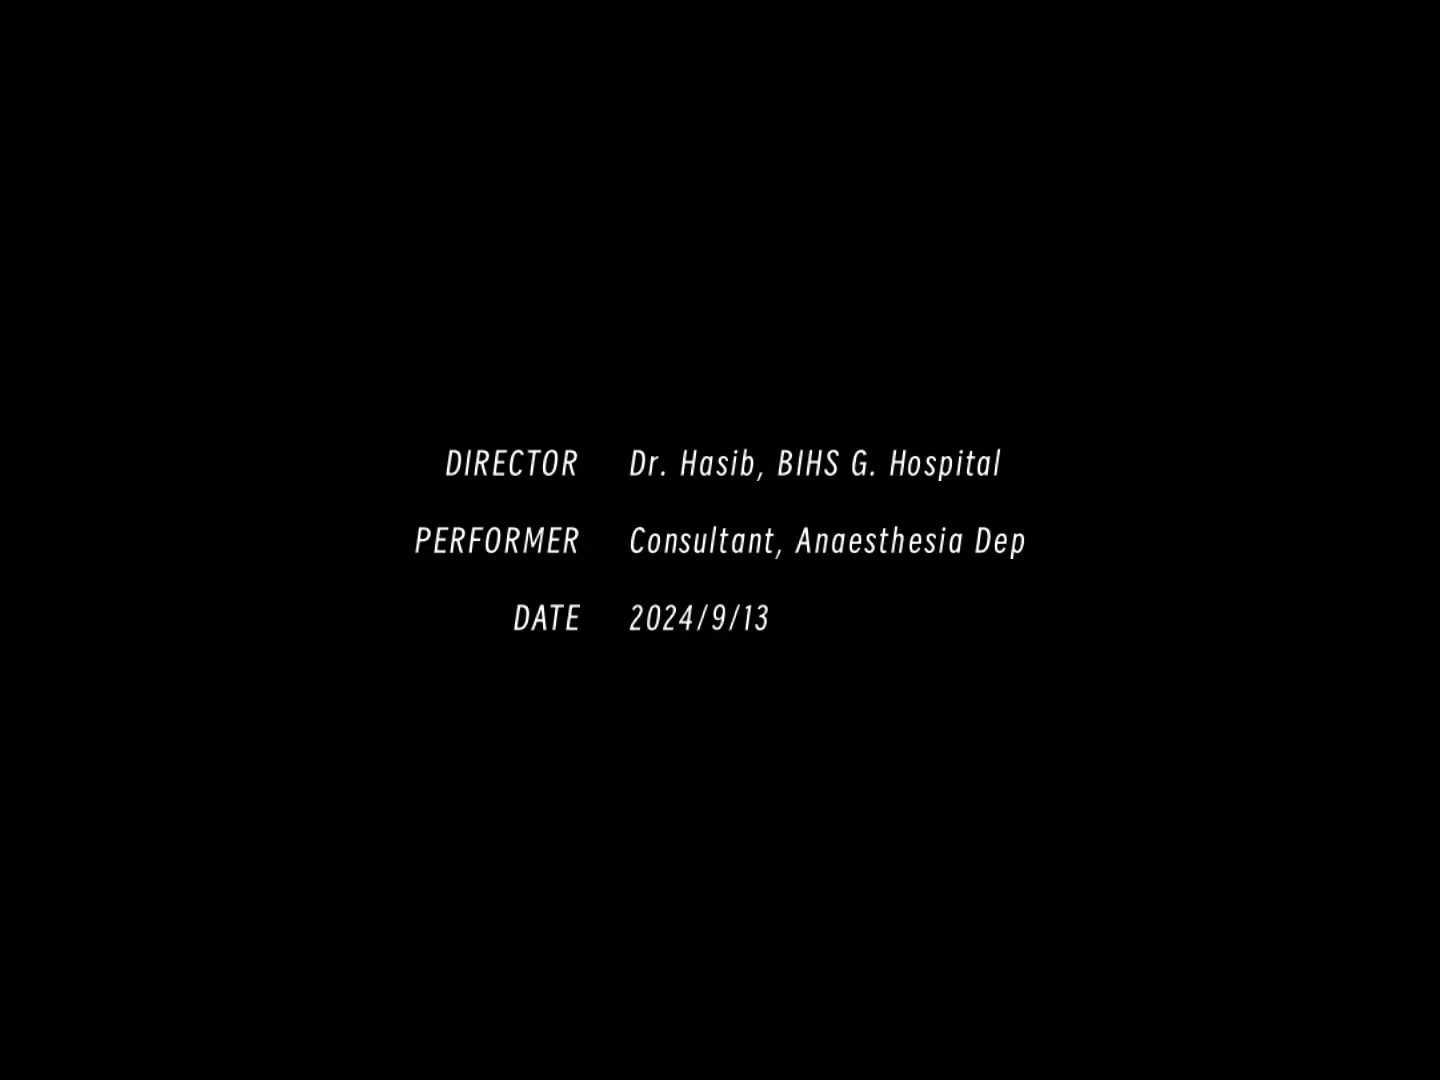 DIRECTOR Dr. Hasib, BIHS G. Hospital
PERFORMER Consultant, Anaesthesia Dep
DATE 2024/9/13